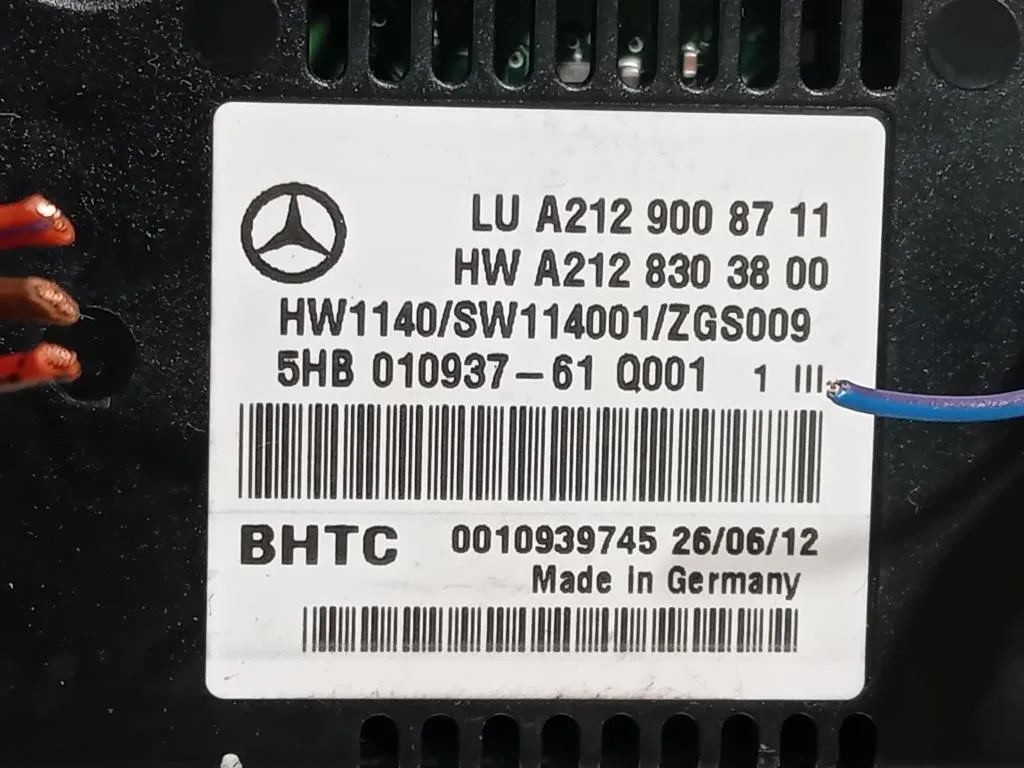 LU A212 900 87 11
HW A212 830 38 00
HW1140/SW114001/ZGS009
5HB 010937-61 Q001 1 III
BHTC 0010939745 26/06/12
Made in Germany